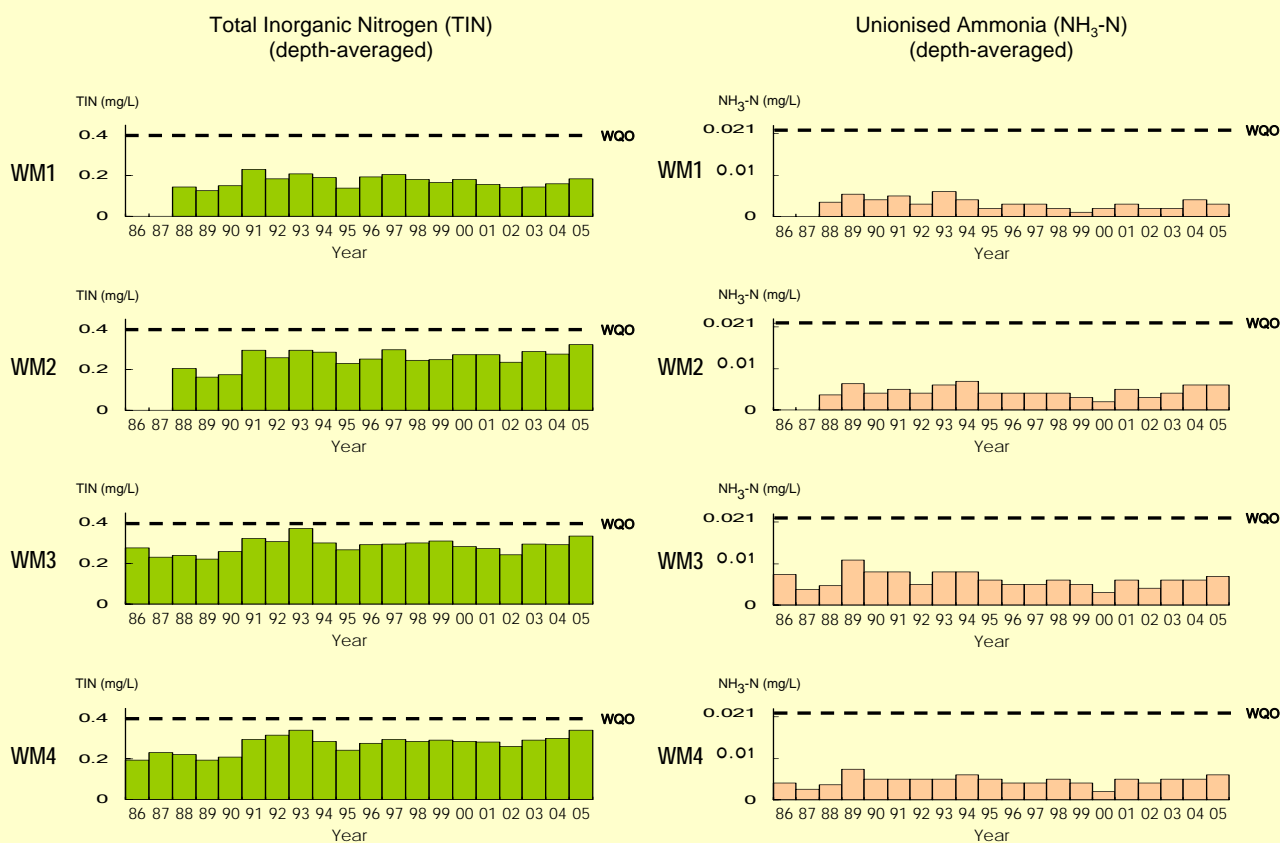 Total Inorganic Nitrogen (TIN)
(depth-averaged)
TIN (mg/L)
0.4
WQO
WM1
0.2
0
86 87 88 89 90 91 92 93 94 95 96 97 98 99 00 01 02 03 04 05
Year
TIN (mg/L)
0.4
WQO
WM2
0.2
0
86 87 88 89 90 91 92 93 94 95 96 97 98 99 00 01 02 03 04 05
Year
TIN (mg/L)
0.4
WQO
WM3
0.2
0
86 87 88 89 90 91 92 93 94 95 96 97 98 99 00 01 02 03 04 05
Year
TIN (mg/L)
0.4
WQO
WM4
0.2
0
86 87 88 89 90 91 92 93 94 95 96 97 98 99 00 01 02 03 04 05
Year
Unionised Ammonia (NH₃-N)
(depth-averaged)
NH₃-N (mg/L)
0.021
WQO
WM1
0.01
0
86 87 88 89 90 91 92 93 94 95 96 97 98 99 00 01 02 03 04 05
Year
NH₃-N (mg/L)
0.021
WQO
WM2
0.01
0
86 87 88 89 90 91 92 93 94 95 96 97 98 99 00 01 02 03 04 05
Year
NH₃-N (mg/L)
0.021
WQO
WM3
0.01
0
86 87 88 89 90 91 92 93 94 95 96 97 98 99 00 01 02 03 04 05
Year
NH₃-N (mg/L)
0.021
WQO
WM4
0.01
0
86 87 88 89 90 91 92 93 94 95 96 97 98 99 00 01 02 03 04 05
Year